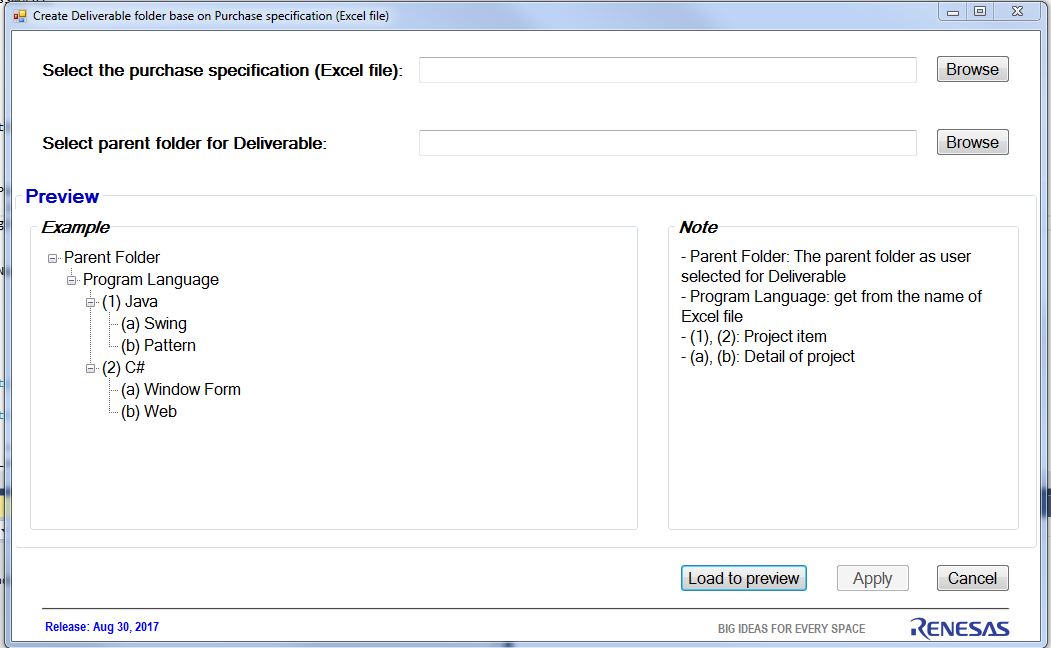 Create Deliverable folder base on Purchase specification (Excel file)
Select the purchase specification (Excel file):
Browse
Select parent folder for Deliverable:
Browse
Preview
Example
Parent Folder
Program Language
(1) Java
(a) Swing
(b) Pattern
(2) C#
(a) Window Form
(b) Web
Note
- Parent Folder: The parent folder as user
selected for Deliverable
- Program Language: get from the name of
Excel file
- (1), (2): Project item
- (a), (b): Detail of project
Load to preview
Apply
Cancel
Release: Aug 30, 2017
BIG IDEAS FOR EVERY SPACE
RENESAS